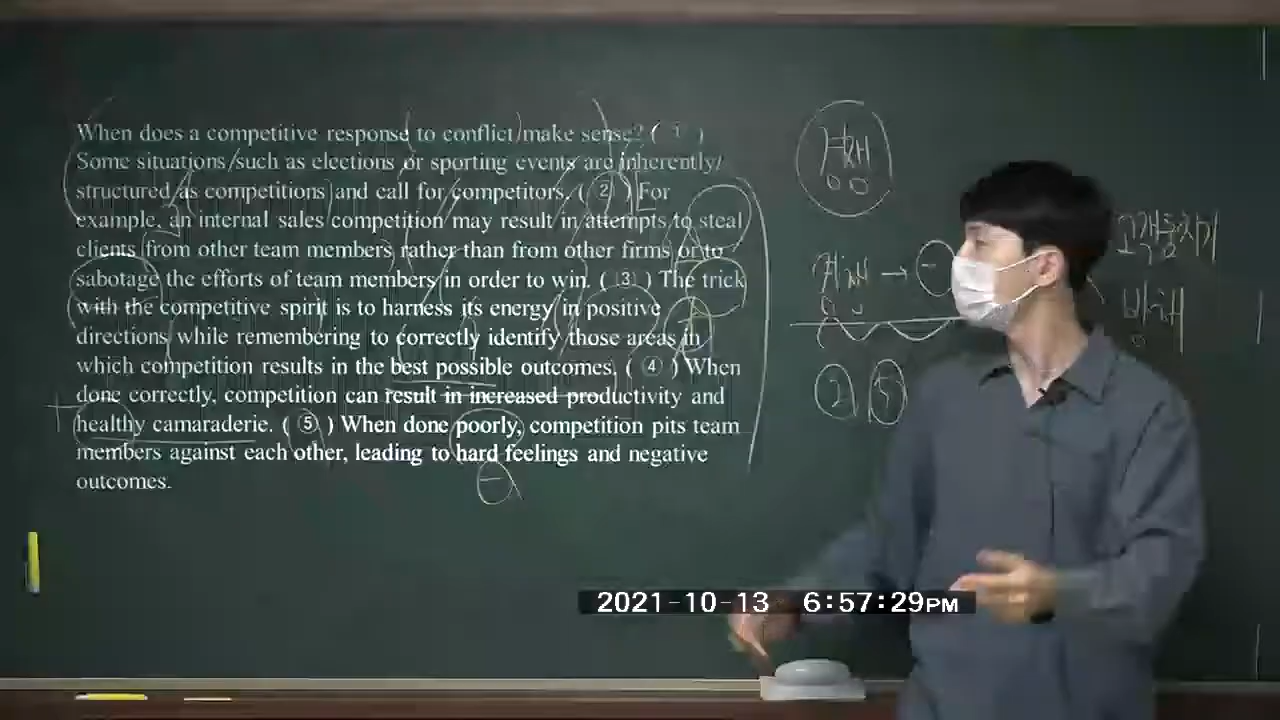 When does a competitive response to conflict make sense? ( ① )
Some situations such as elections or sporting events are inherently
structured as competitions and call for competitors. ( ② ) For
example, an internal sales competition may result in attempts to steal
clients from other team members rather than from other firms or to
sabotage the efforts of team members in order to win. ( ③ ) The trick
with the competitive spirit is to harness its energy in positive
directions while remembering to correctly identify those areas in
which competition results in the best possible outcomes. ( ④ ) When
done correctly, competition can result in increased productivity and
healthy camaraderie. ( ⑤ ) When done poorly, competition pits team
members against each other, leading to hard feelings and negative
outcomes.
② ⑤
2021-10-13 6:57:29PM